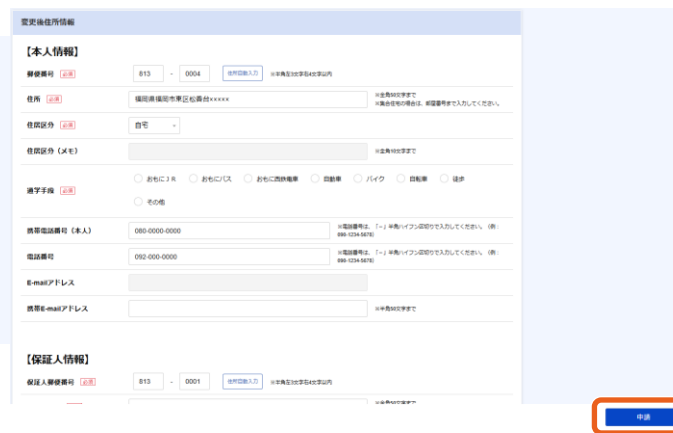 変更後住所情報
【本人情報】
郵便番号 必須 813 - 0004 住所自動入力 ※半角左3文字右4文字以内
住所 必須 福岡県福岡市東区松香台××××× ※全角50文字まで
※集合住宅の場合は、部屋番号まで入力してください。
住居区分 必須 自宅
住居区分（メモ） ※全角10文字まで
通学手段 必須 おもにＪＲ おもにバス おもに西鉄電車 自動車 バイク 自転車 徒歩
その他
携帯電話番号（本人） 080-0000-0000 ※電話番号は、「－」半角ハイフン区切りで入力してください。（例：
090-1234-5678）
電話番号 092-000-0000 ※電話番号は、「－」半角ハイフン区切りで入力してください。（例：
090-1234-5678）
E-mailアドレス
携帯E-mailアドレス ※半角50文字まで
【保証人情報】
保証人郵便番号 必須 813 - 0001 住所自動入力 ※半角左3文字右4文字以内
申請